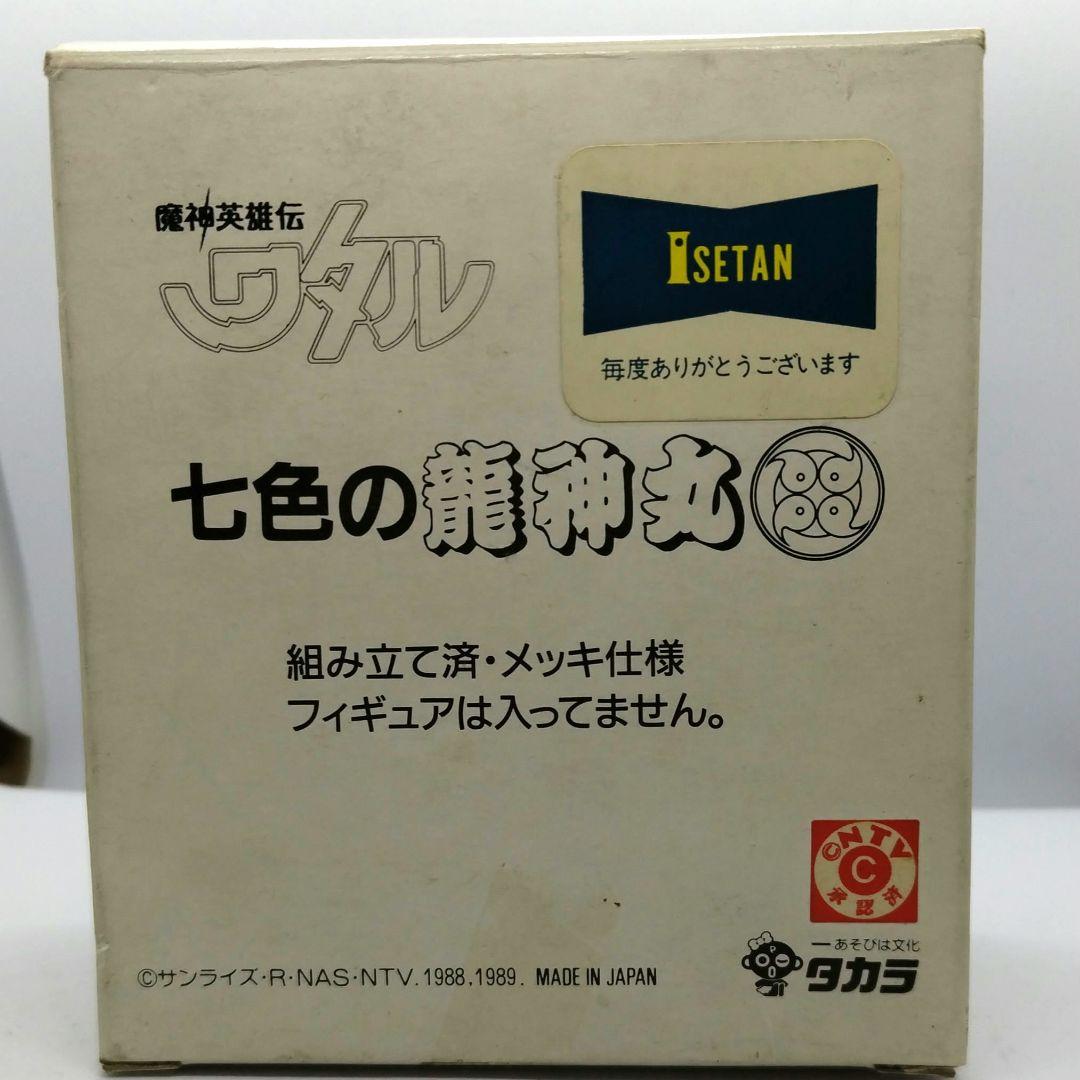 魔神英雄伝
ワタル
ISETAN
毎度ありがとうございます
七色の龍神丸
組み立て済・メッキ仕様
フィギュアは入ってません。
©NTV
C
承認済
ーあそびは文化
タカラ
©サンライズ・R・NAS・NTV. 1988,1989. MADE IN JAPAN